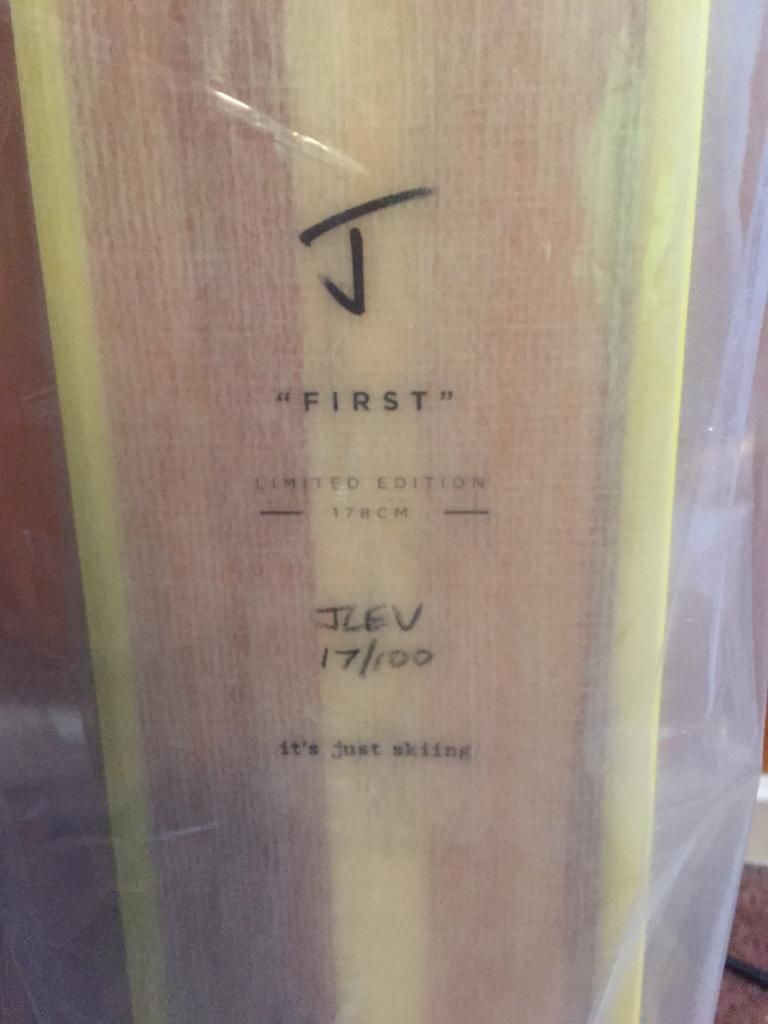 J
"FIRST"
LIMITED EDITION
178CM
JLEV
17/100
it's just skiing